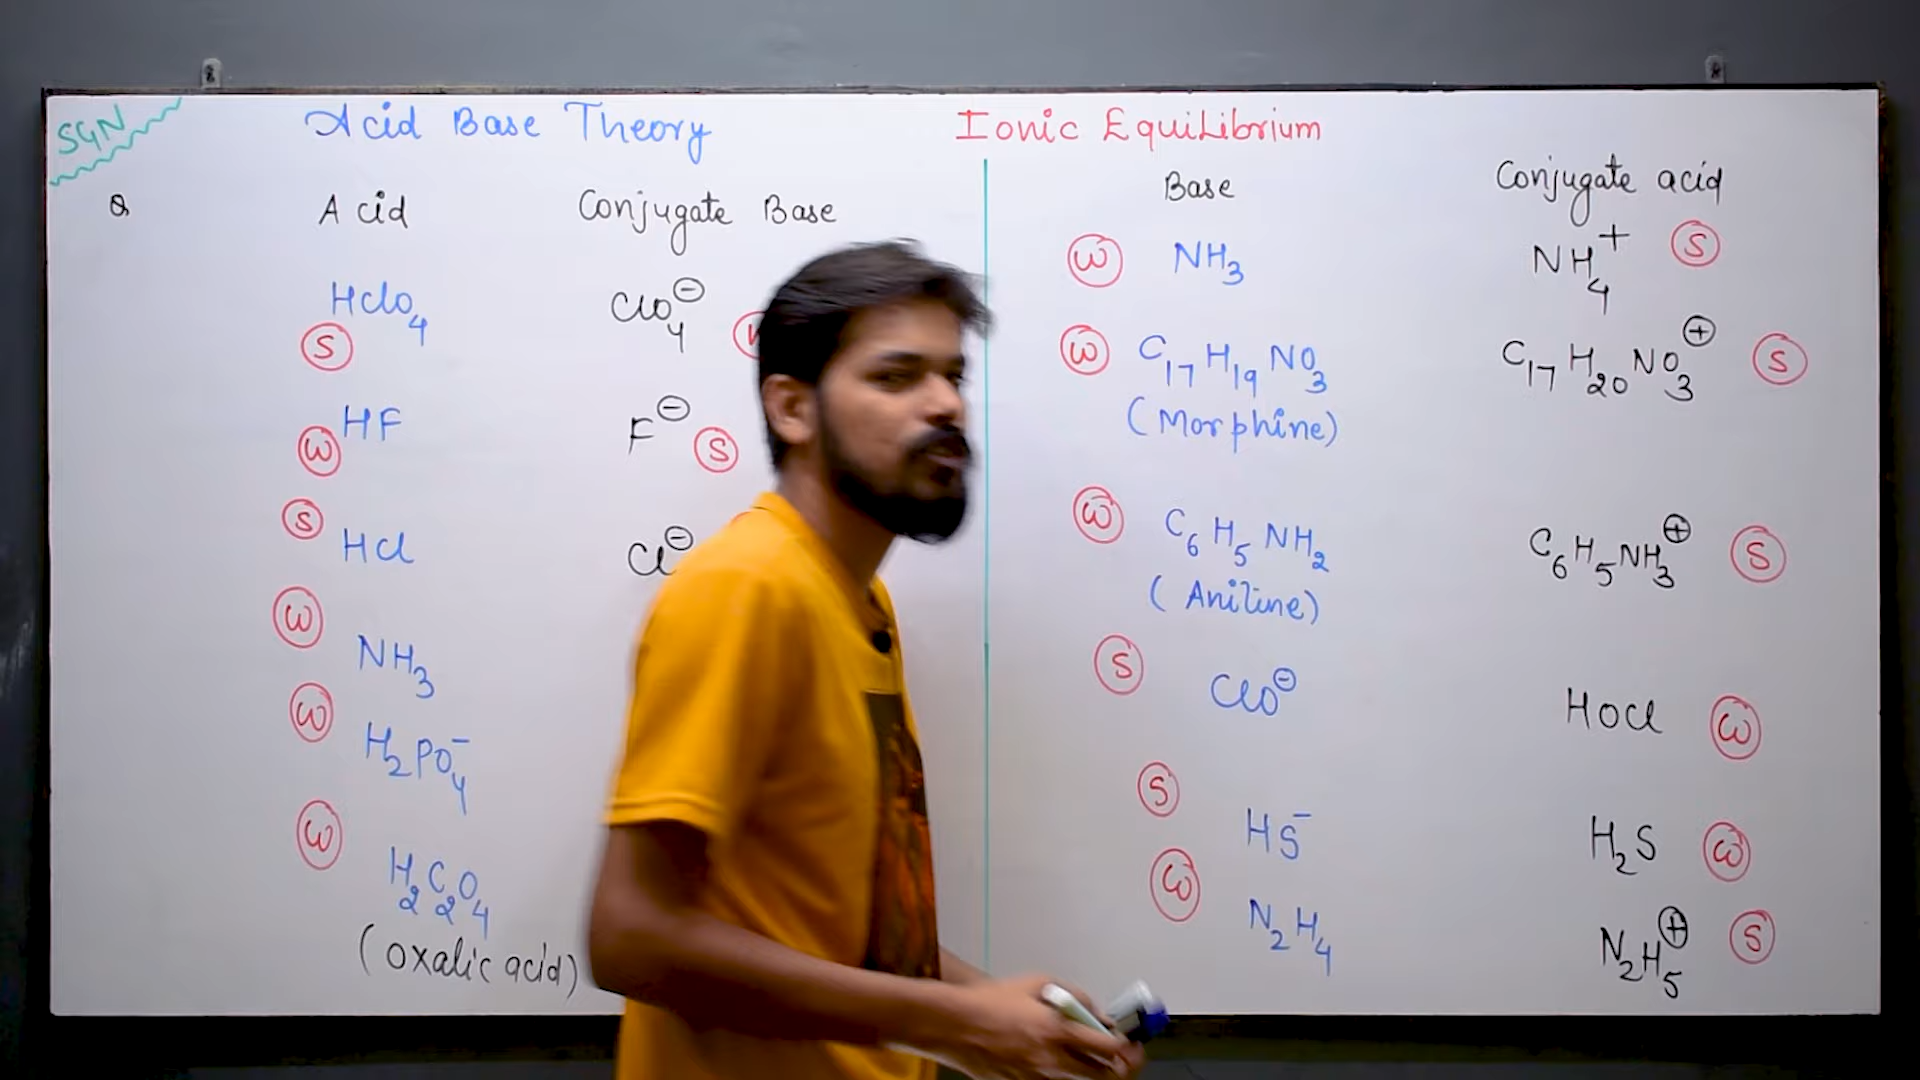 SGN
Acid Base Theory
Ionic EquiLibrium
Q
Acid Conjugate Base
HClO₄ ClO₄⊖
Ⓢ
HF F⊖
Ⓦ Ⓢ
Ⓢ HCl Cl⊖
Ⓦ NH₃
Ⓦ H₂PO₄⁻
Ⓦ H₂C₂O₄
(Oxalic acid)
Base Conjugate acid
Ⓦ NH₃ NH₄⁺ Ⓢ
Ⓦ C₁₇H₁₉NO₃ C₁₇H₂₀NO₃⊕ Ⓢ
(Morphine)
Ⓦ C₆H₅NH₂ C₆H₅NH₃⊕ Ⓢ
(Aniline)
Ⓢ ClO⊖ HOCl Ⓦ
Ⓢ HS⁻ H₂S Ⓦ
Ⓦ N₂H₄ N₂H₅⊕ Ⓢ